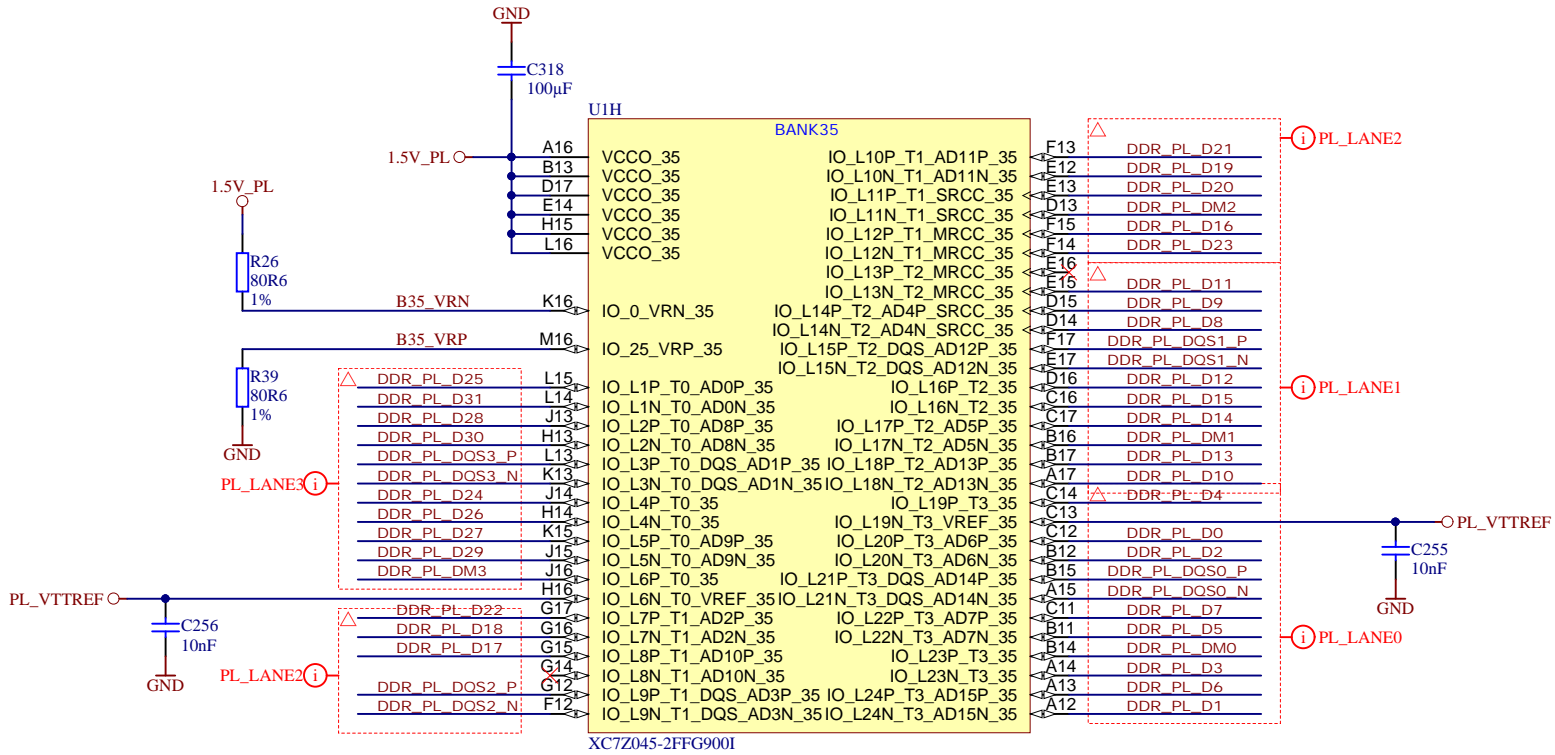 GND
C318
100µF
U1H
BANK35
1.5V_PL
A16 VCCO_35
B13 VCCO_35
D17 VCCO_35
E14 VCCO_35
H15 VCCO_35
L16 VCCO_35
1.5V_PL
R26
80R6
1%
B35_VRN K16 IO_0_VRN_35
B35_VRP M16 IO_25_VRP_35
R39
80R6
1%
GND
PL_LANE3
DDR_PL_D25 L15 IO_L1P_T0_AD0P_35
DDR_PL_D31 L14 IO_L1N_T0_AD0N_35
DDR_PL_D28 J13 IO_L2P_T0_AD8P_35
DDR_PL_D30 H13 IO_L2N_T0_AD8N_35
DDR_PL_DQS3_P L13 IO_L3P_T0_DQS_AD1P_35
DDR_PL_DQS3_N K13 IO_L3N_T0_DQS_AD1N_35
DDR_PL_D24 J14 IO_L4P_T0_35
DDR_PL_D26 H14 IO_L4N_T0_35
DDR_PL_D27 K15 IO_L5P_T0_AD9P_35
DDR_PL_D29 J15 IO_L5N_T0_AD9N_35
DDR_PL_DM3 J16 IO_L6P_T0_35
PL_VTTREF H16 IO_L6N_T0_VREF_35
C256
10nF
GND
PL_LANE2
DDR_PL_D22 G17 IO_L7P_T1_AD2P_35
DDR_PL_D18 G16 IO_L7N_T1_AD2N_35
DDR_PL_D17 G15 IO_L8P_T1_AD10P_35
G14 IO_L8N_T1_AD10N_35
DDR_PL_DQS2_P G12 IO_L9P_T1_DQS_AD3P_35
DDR_PL_DQS2_N F12 IO_L9N_T1_DQS_AD3N_35
IO_L10P_T1_AD11P_35 F13 DDR_PL_D21
IO_L10N_T1_AD11N_35 E12 DDR_PL_D19
IO_L11P_T1_SRCC_35 E13 DDR_PL_D20
IO_L11N_T1_SRCC_35 D13 DDR_PL_DM2
IO_L12P_T1_MRCC_35 F15 DDR_PL_D16
IO_L12N_T1_MRCC_35 F14 DDR_PL_D23
PL_LANE2
IO_L13P_T2_MRCC_35 E16
IO_L13N_T2_MRCC_35 E15 DDR_PL_D11
IO_L14P_T2_AD4P_SRCC_35 D15 DDR_PL_D9
IO_L14N_T2_AD4N_SRCC_35 D14 DDR_PL_D8
IO_L15P_T2_DQS_AD12P_35 F17 DDR_PL_DQS1_P
IO_L15N_T2_DQS_AD12N_35 E17 DDR_PL_DQS1_N
IO_L16P_T2_35 D16 DDR_PL_D12
IO_L16N_T2_35 C16 DDR_PL_D15
IO_L17P_T2_AD5P_35 C17 DDR_PL_D14
IO_L17N_T2_AD5N_35 B16 DDR_PL_DM1
IO_L18P_T2_AD13P_35 B17 DDR_PL_D13
IO_L18N_T2_AD13N_35 A17 DDR_PL_D10
PL_LANE1
IO_L19P_T3_35 C14 DDR_PL_D4
IO_L19N_T3_VREF_35 C13 PL_VTTREF
C255
10nF
GND
IO_L20P_T3_AD6P_35 C12 DDR_PL_D0
IO_L20N_T3_AD6N_35 B12 DDR_PL_D2
IO_L21P_T3_DQS_AD14P_35 B15 DDR_PL_DQS0_P
IO_L21N_T3_DQS_AD14N_35 A15 DDR_PL_DQS0_N
IO_L22P_T3_AD7P_35 C11 DDR_PL_D7
IO_L22N_T3_AD7N_35 B11 DDR_PL_D5
IO_L23P_T3_35 B14 DDR_PL_DM0
IO_L23N_T3_35 A14 DDR_PL_D3
IO_L24P_T3_AD15P_35 A13 DDR_PL_D6
IO_L24N_T3_AD15N_35 A12 DDR_PL_D1
PL_LANE0
XC7Z045-2FFG900I